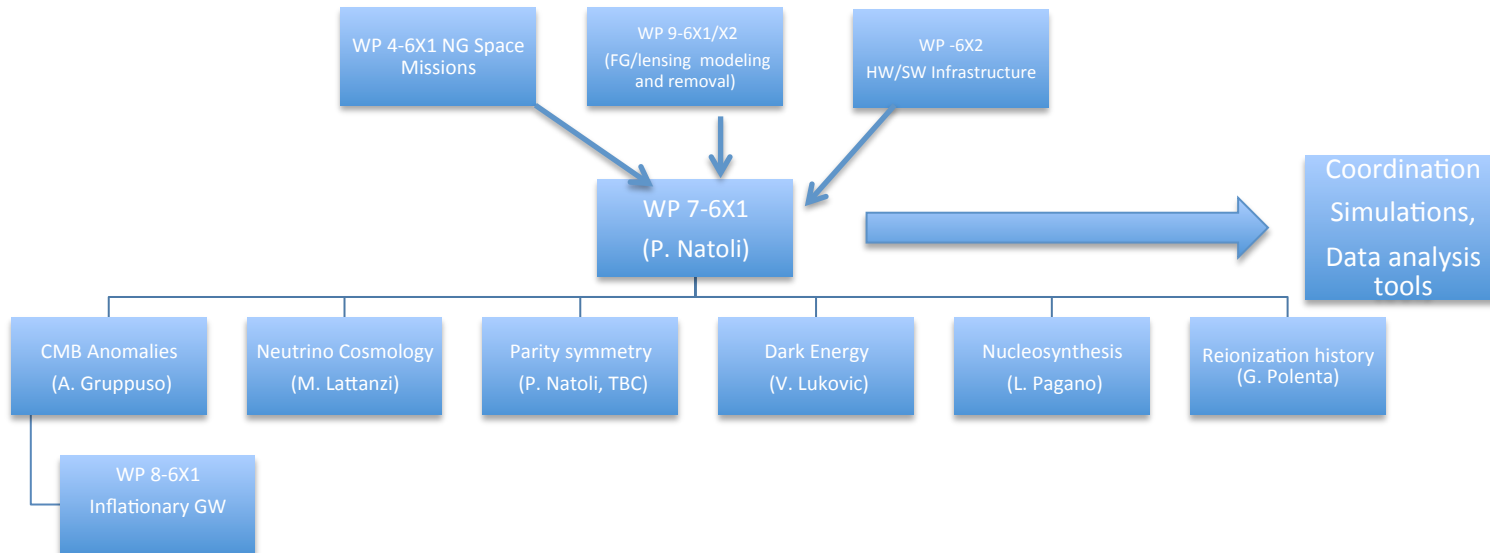 WP 4-6X1 NG Space
Missions
WP 9-6X1/X2
(FG/lensing modeling
and removal)
WP -6X2
HW/SW Infrastructure
WP 7-6X1
(P. Natoli)
Coordination
Simulations,
Data analysis
tools
CMB Anomalies
(A. Gruppuso)
Neutrino Cosmology
(M. Lattanzi)
Parity symmetry
(P. Natoli, TBC)
Dark Energy
(V. Lukovic)
Nucleosynthesis
(L. Pagano)
Reionization history
(G. Polenta)
WP 8-6X1
Inflationary GW